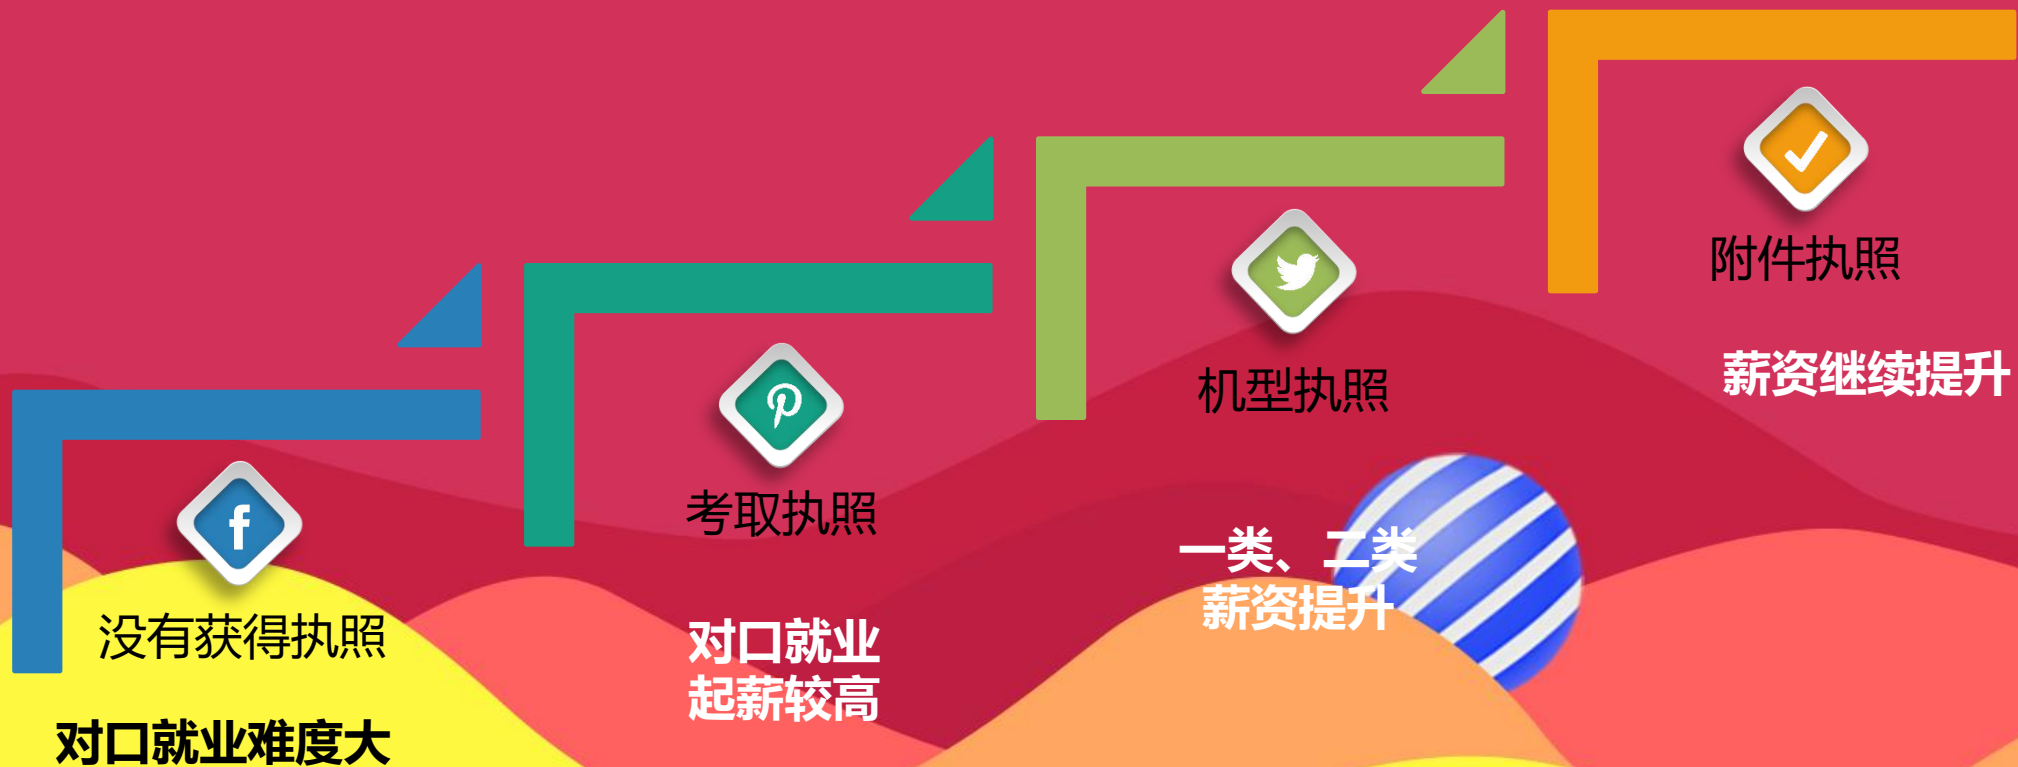 没有获得执照
对口就业难度大
考取执照
对口就业
起薪较高
机型执照
一类、二类
薪资提升
附件执照
薪资继续提升